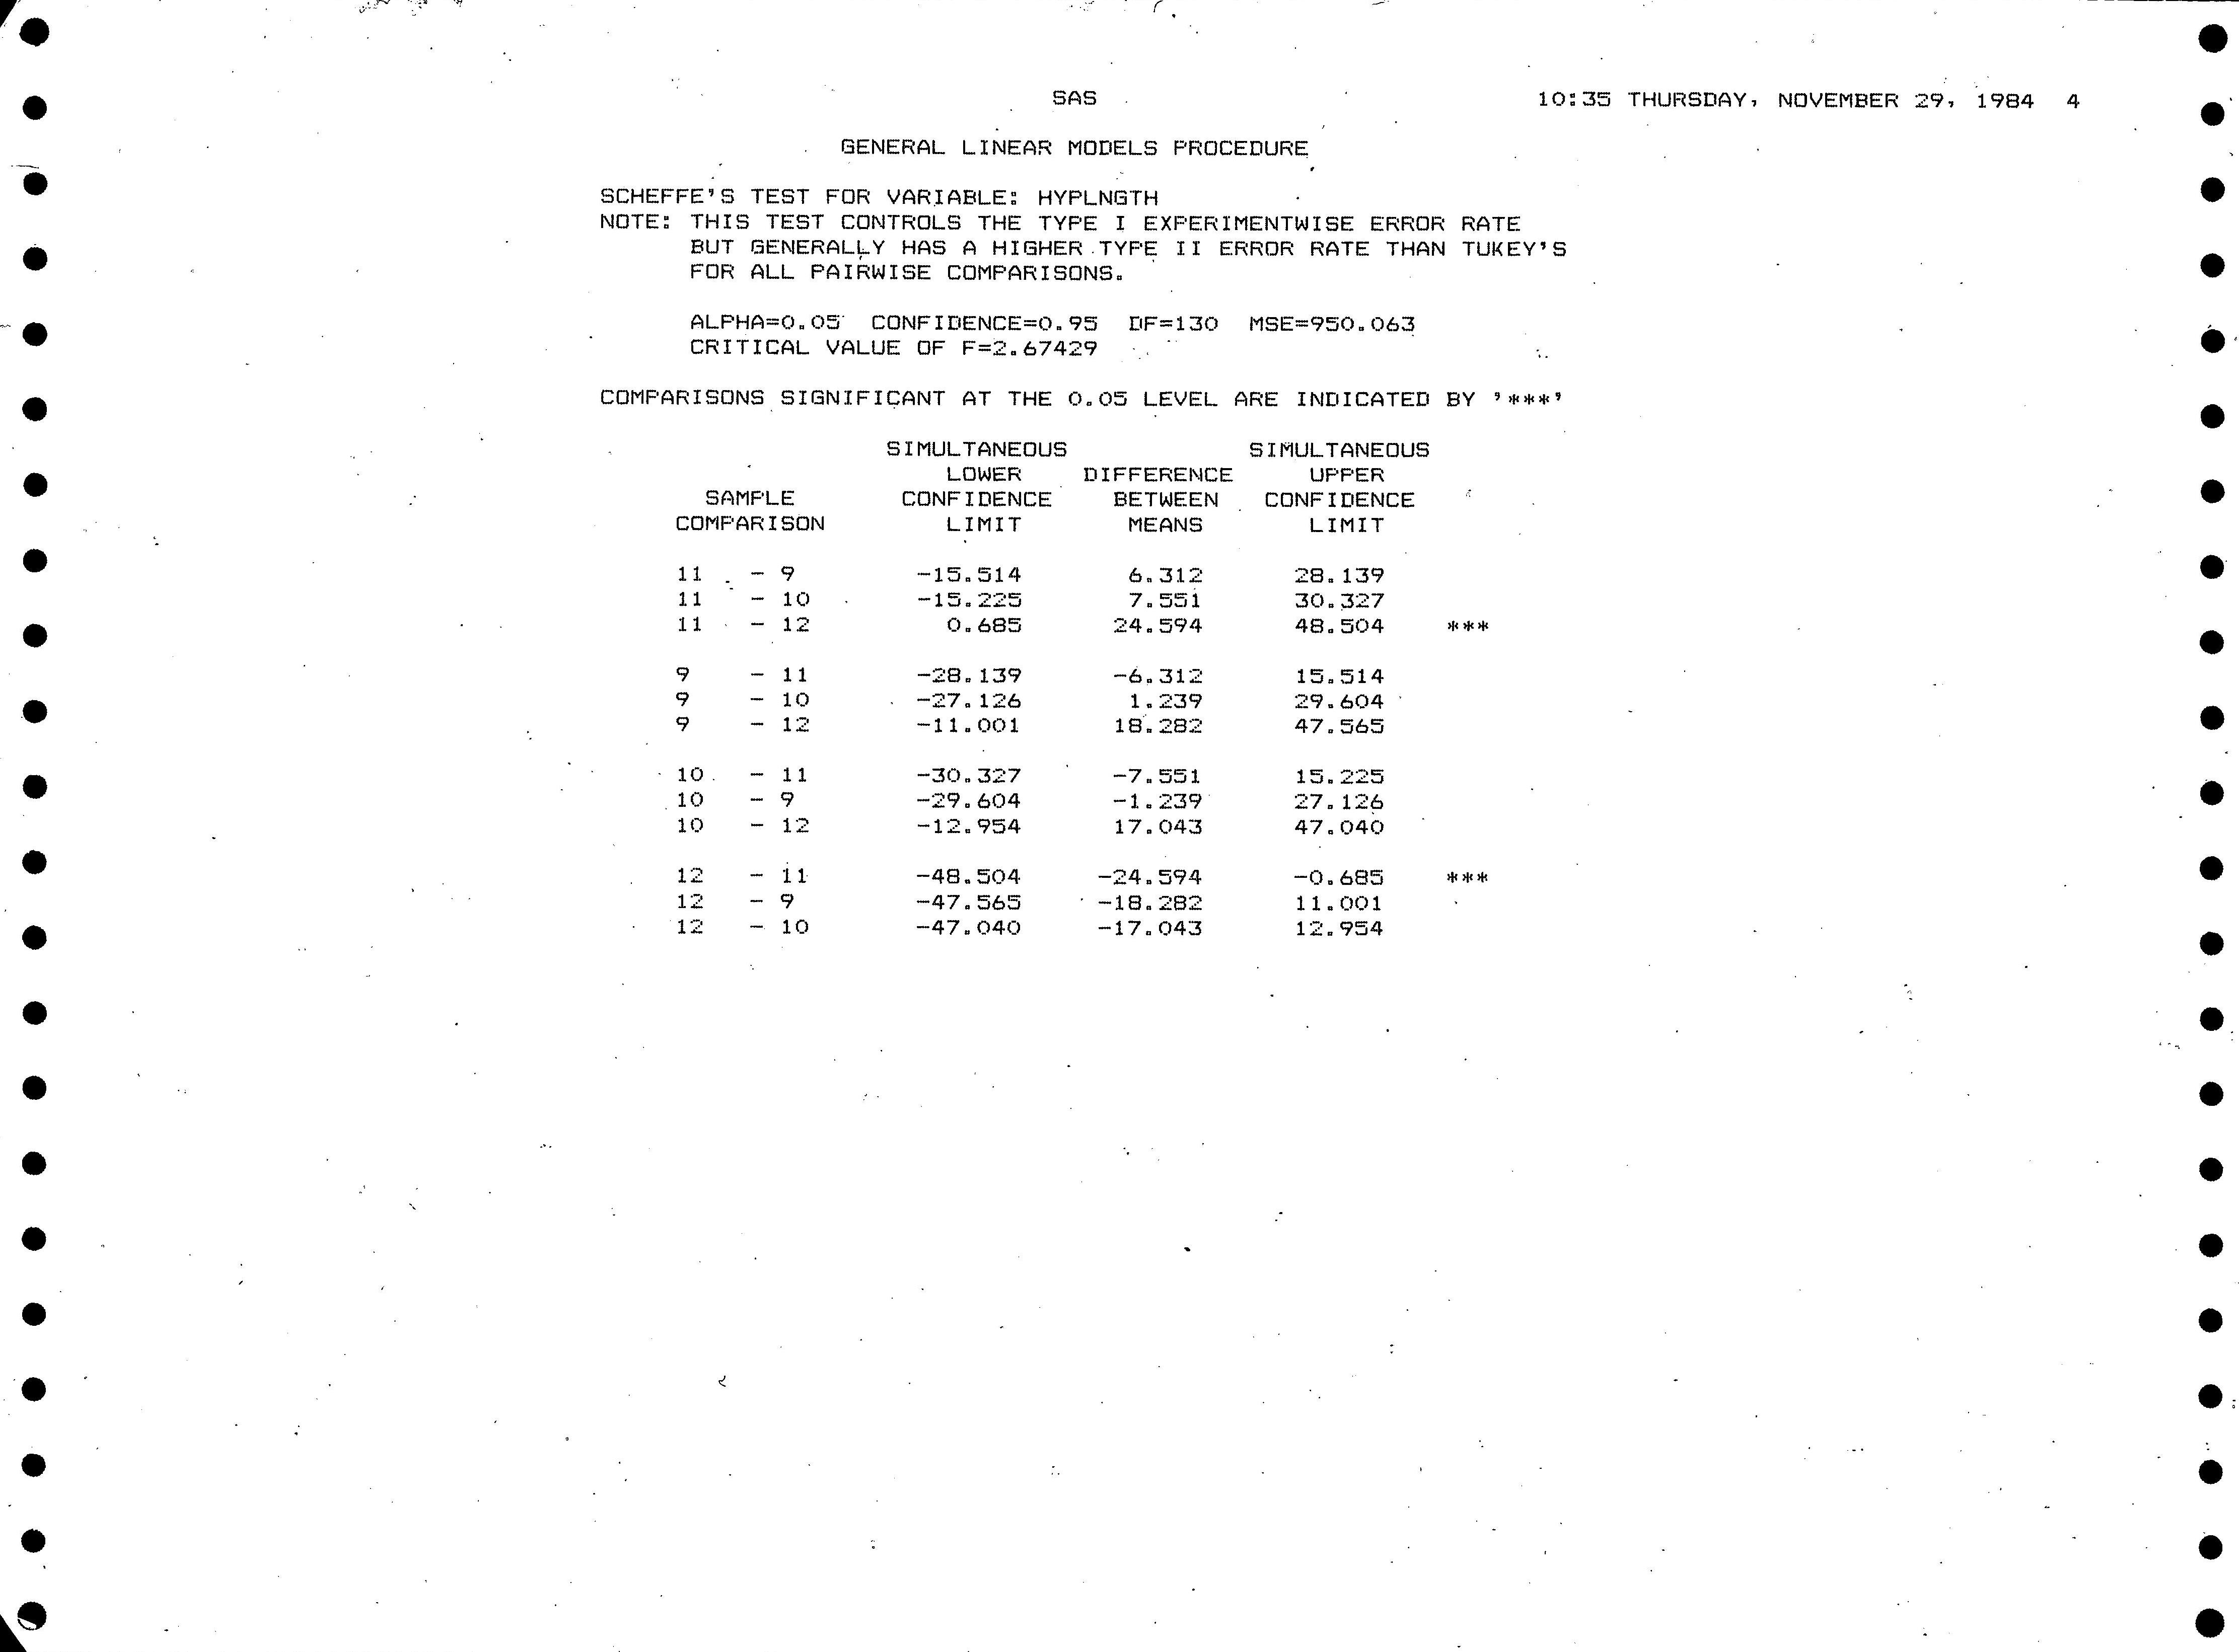 SAS 10:35 THURSDAY, NOVEMBER 29, 1984 4
GENERAL LINEAR MODELS PROCEDURE
SCHEFFE'S TEST FOR VARIABLE: HYPLNGTH
NOTE: THIS TEST CONTROLS THE TYPE I EXPERIMENTWISE ERROR RATE
BUT GENERALLY HAS A HIGHER TYPE II ERROR RATE THAN TUKEY'S
FOR ALL PAIRWISE COMPARISONS.
ALPHA=0.05 CONFIDENCE=0.95 DF=130 MSE=950.063
CRITICAL VALUE OF F=2.67429
COMPARISONS SIGNIFICANT AT THE 0.05 LEVEL ARE INDICATED BY '***'
SIMULTANEOUS SIMULTANEOUS
LOWER DIFFERENCE UPPER
SAMPLE CONFIDENCE BETWEEN CONFIDENCE
COMPARISON LIMIT MEANS LIMIT
11 - 9 -15.514 6.312 28.139
11 - 10 -15.225 7.551 30.327
11 - 12 0.685 24.594 48.504 ***
9 - 11 -28.139 -6.312 15.514
9 - 10 -27.126 1.239 29.604
9 - 12 -11.001 18.282 47.565
10 - 11 -30.327 -7.551 15.225
10 - 9 -29.604 -1.239 27.126
10 - 12 -12.954 17.043 47.040
12 - 11 -48.504 -24.594 -0.685 ***
12 - 9 -47.565 -18.282 11.001
12 - 10 -47.040 -17.043 12.954